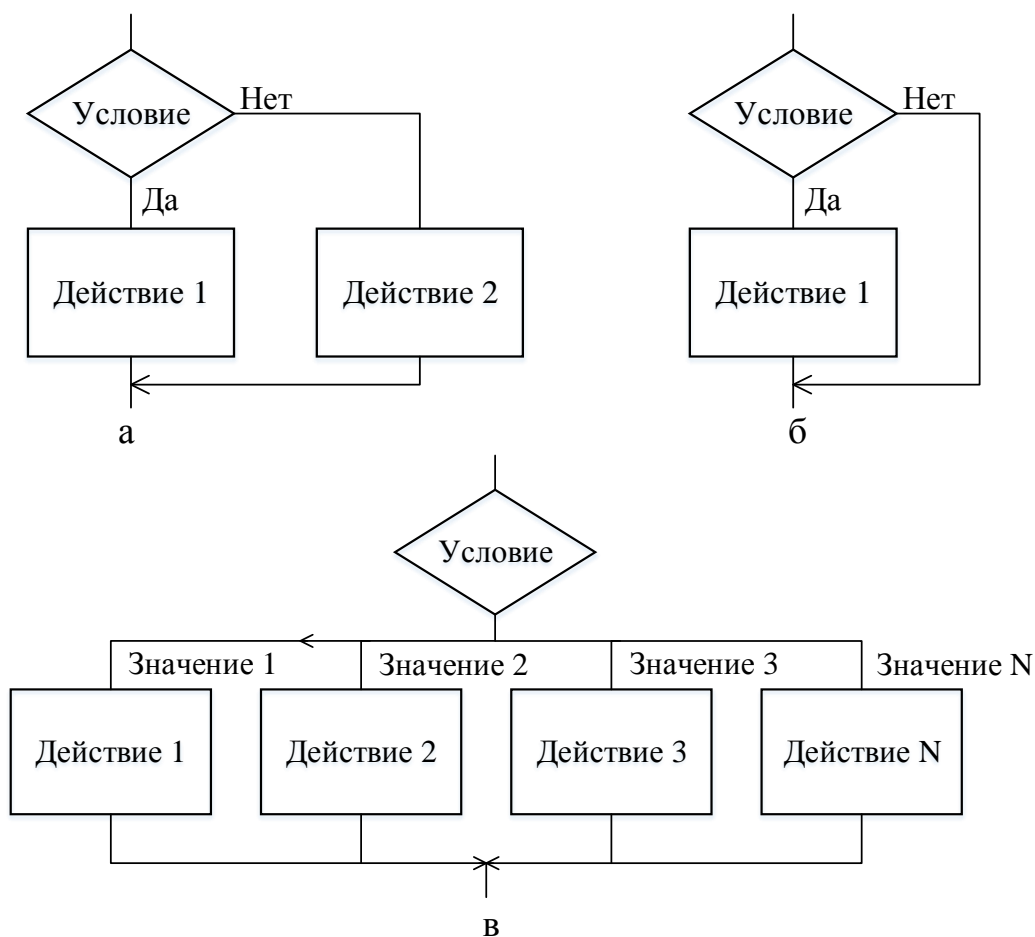 Условие
Нет
Да
Действие 1
Действие 2
а
Условие
Нет
Да
Действие 1
б
Условие
Значение 1
Значение 2
Значение 3
Значение N
Действие 1
Действие 2
Действие 3
Действие N
в